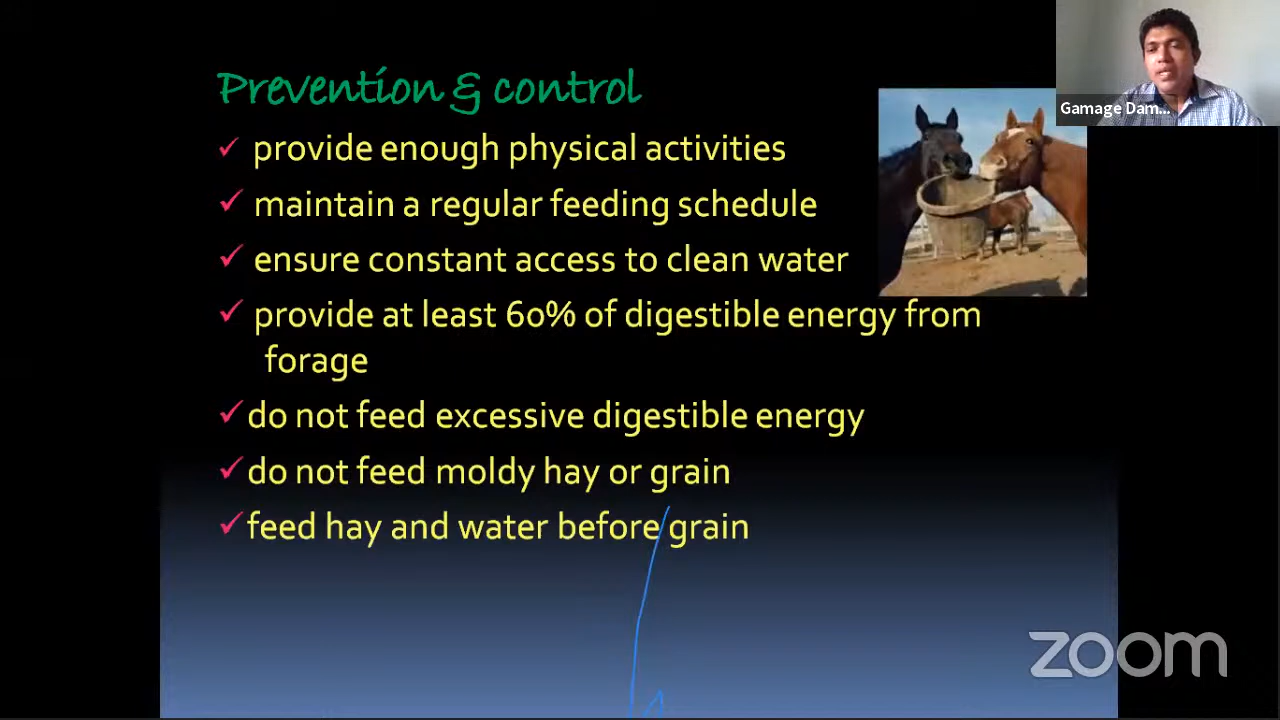 Prevention & control
Gamage Dam...
✓ provide enough physical activities
✓ maintain a regular feeding schedule
✓ ensure constant access to clean water
✓ provide at least 60% of digestible energy from
forage
✓ do not feed excessive digestible energy
✓ do not feed moldy hay or grain
✓ feed hay and water before grain
zoom